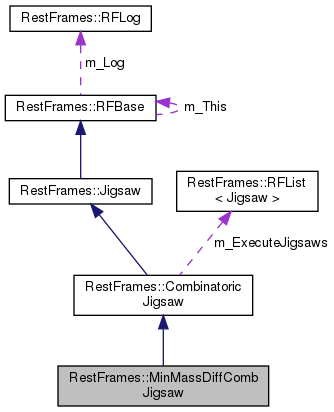 RestFrames::RFLog
m_Log
RestFrames::RFBase
m_This
RestFrames::Jigsaw
RestFrames::RFList
< Jigsaw >
m_ExecuteJigsaws
RestFrames::Combinatoric
Jigsaw
RestFrames::MinMassDiffComb
Jigsaw